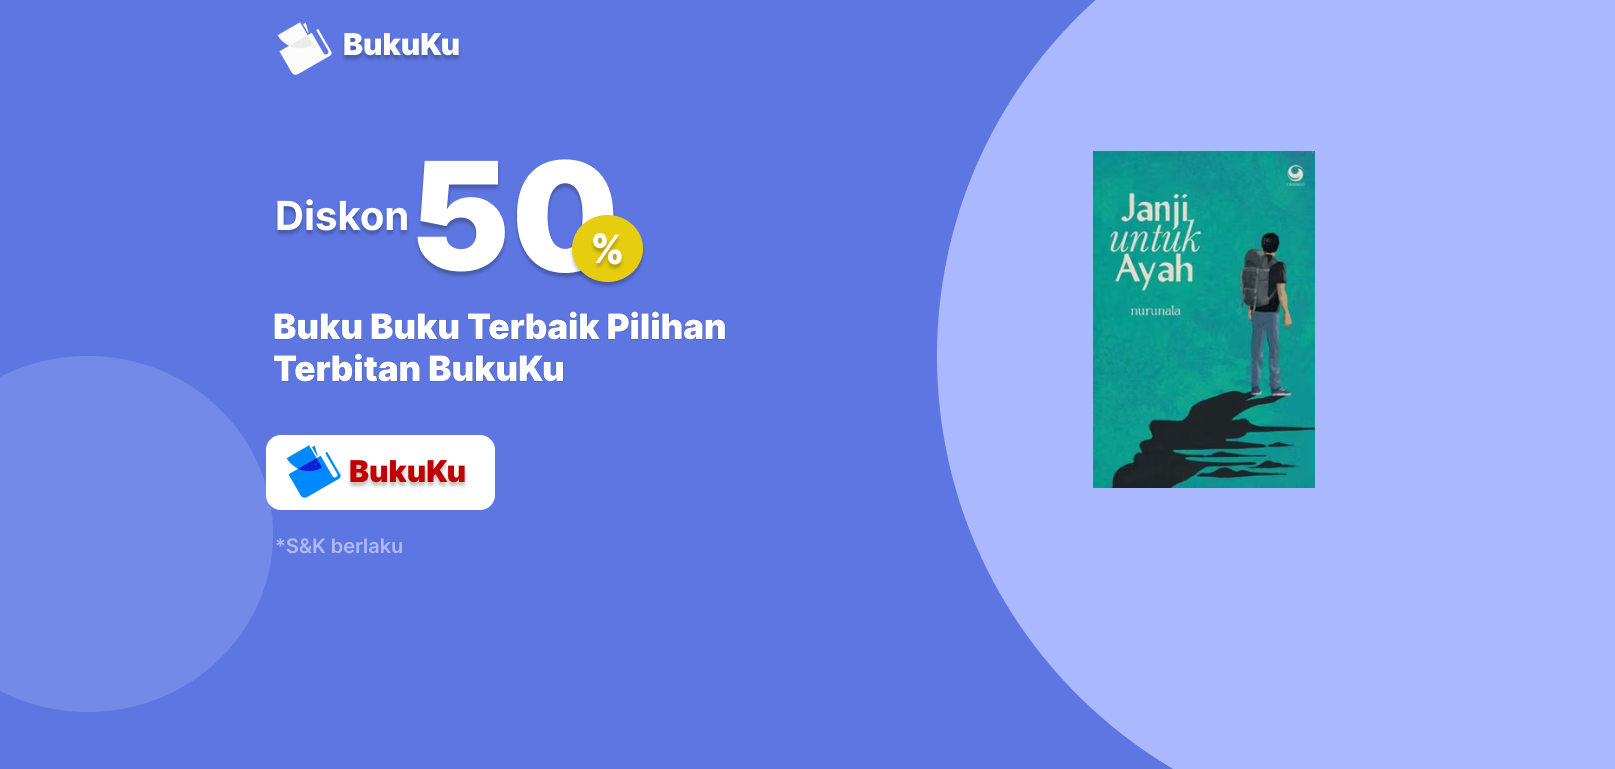 BukuKu
Diskon 50 %
Buku Buku Terbaik Pilihan
Terbitan BukuKu
BukuKu
*S&K berlaku
Janji
untuk
Ayah
nurunala